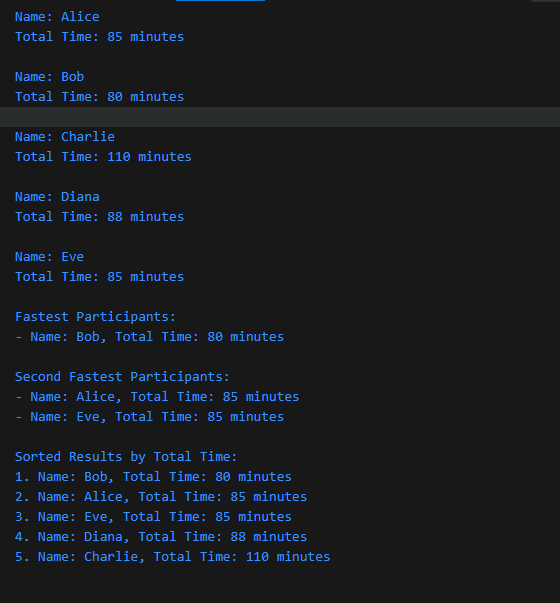 Name: Alice
Total Time: 85 minutes
Name: Bob
Total Time: 80 minutes
Name: Charlie
Total Time: 110 minutes
Name: Diana
Total Time: 88 minutes
Name: Eve
Total Time: 85 minutes
Fastest Participants:
- Name: Bob, Total Time: 80 minutes
Second Fastest Participants:
- Name: Alice, Total Time: 85 minutes
- Name: Eve, Total Time: 85 minutes
Sorted Results by Total Time:
1. Name: Bob, Total Time: 80 minutes
2. Name: Alice, Total Time: 85 minutes
3. Name: Eve, Total Time: 85 minutes
4. Name: Diana, Total Time: 88 minutes
5. Name: Charlie, Total Time: 110 minutes